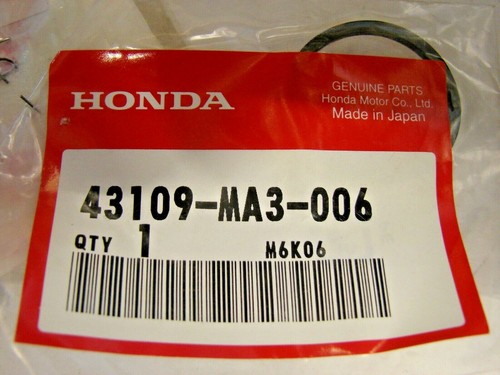 HONDA
GENUINE PARTS
Honda Motor Co., Ltd.
Made in Japan
43109-MA3-006
QTY 1 M6K06